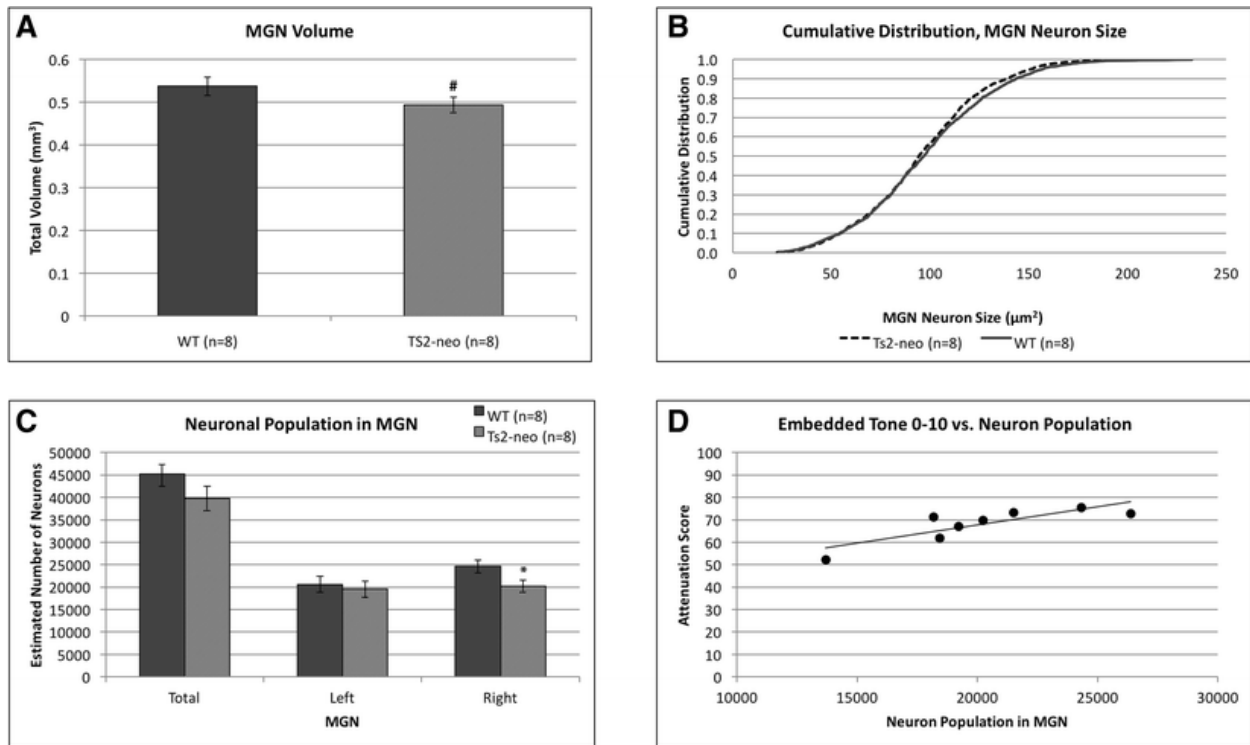 A
MGN Volume
Total Volume (mm³)
0.6
0.5
0.4
0.3
0.2
0.1
0
#
WT (n=8)
TS2-neo (n=8)
B
Cumulative Distribution, MGN Neuron Size
Cumulative Distribution
1.0
0.9
0.8
0.7
0.6
0.5
0.4
0.3
0.2
0.1
0.0
0 50 100 150 200 250
MGN Neuron Size (μm²)
Ts2-neo (n=8) WT (n=8)
C
Neuronal Population in MGN
WT (n=8)
Ts2-neo (n=8)
Estimated Number of Neurons
50000
45000
40000
35000
30000
25000
20000
15000
10000
5000
0
*
Total Left Right
MGN
D
Embedded Tone 0-10 vs. Neuron Population
Attenuation Score
100
90
80
70
60
50
40
30
20
10
0
10000 15000 20000 25000 30000
Neuron Population in MGN